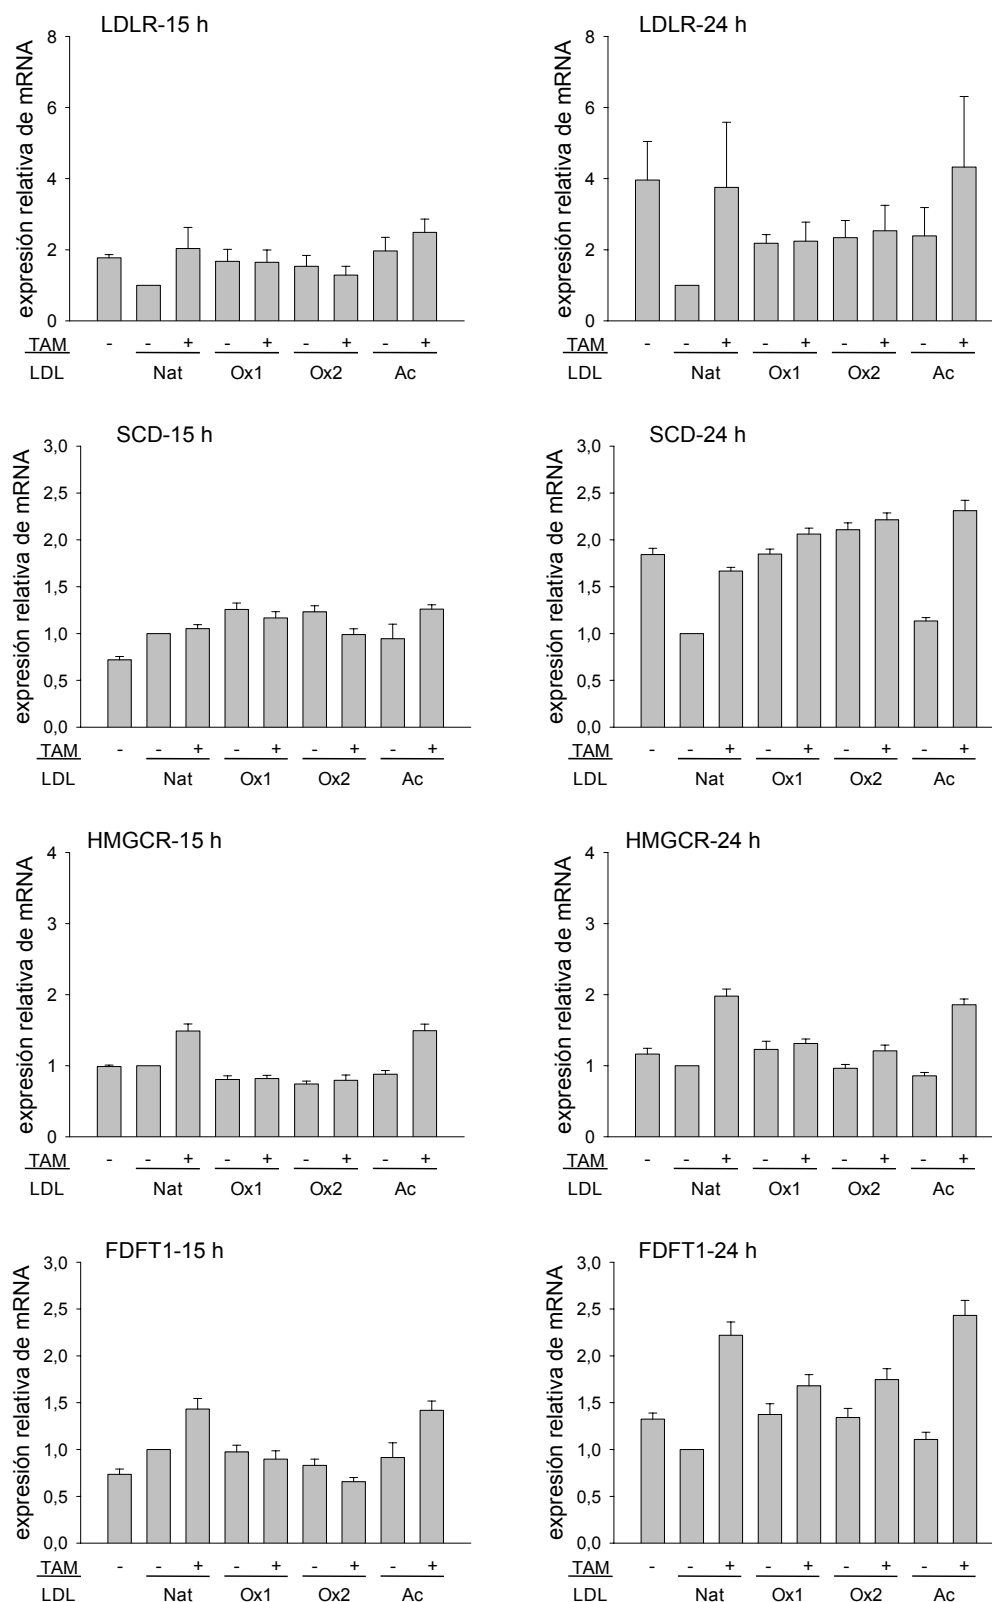 LDLR-15 h
expresión relativa de mRNA
8
6
4
2
0
TAM - - + - + - + - +
LDL Nat Ox1 Ox2 Ac
LDLR-24 h
expresión relativa de mRNA
8
6
4
2
0
TAM - - + - + - + - +
LDL Nat Ox1 Ox2 Ac
SCD-15 h
expresión relativa de mRNA
3,0
2,5
2,0
1,5
1,0
0,5
0,0
TAM - - + - + - + - +
LDL Nat Ox1 Ox2 Ac
SCD-24 h
expresión relativa de mRNA
3,0
2,5
2,0
1,5
1,0
0,5
0,0
TAM - - + - + - + - +
LDL Nat Ox1 Ox2 Ac
HMGCR-15 h
expresión relativa de mRNA
4
3
2
1
0
TAM - - + - + - + - +
LDL Nat Ox1 Ox2 Ac
HMGCR-24 h
expresión relativa de mRNA
4
3
2
1
0
TAM - - + - + - + - +
LDL Nat Ox1 Ox2 Ac
FDFT1-15 h
expresión relativa de mRNA
3,0
2,5
2,0
1,5
1,0
0,5
0,0
TAM - - + - + - + - +
LDL Nat Ox1 Ox2 Ac
FDFT1-24 h
expresión relativa de mRNA
3,0
2,5
2,0
1,5
1,0
0,5
0,0
TAM - - + - + - + - +
LDL Nat Ox1 Ox2 Ac